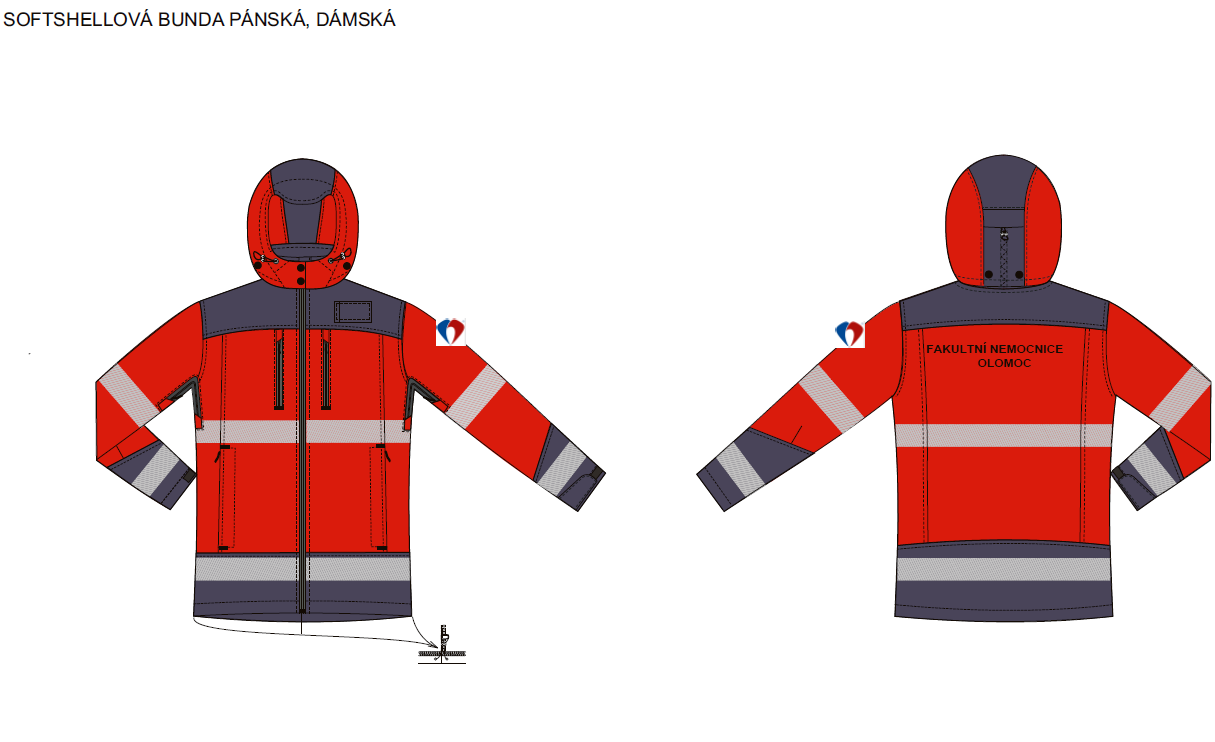 SOFTSHELLOVÁ BUNDA PÁNSKÁ, DÁMSKÁ
FAKULTNÍ NEMOCNICE
OLOMOC